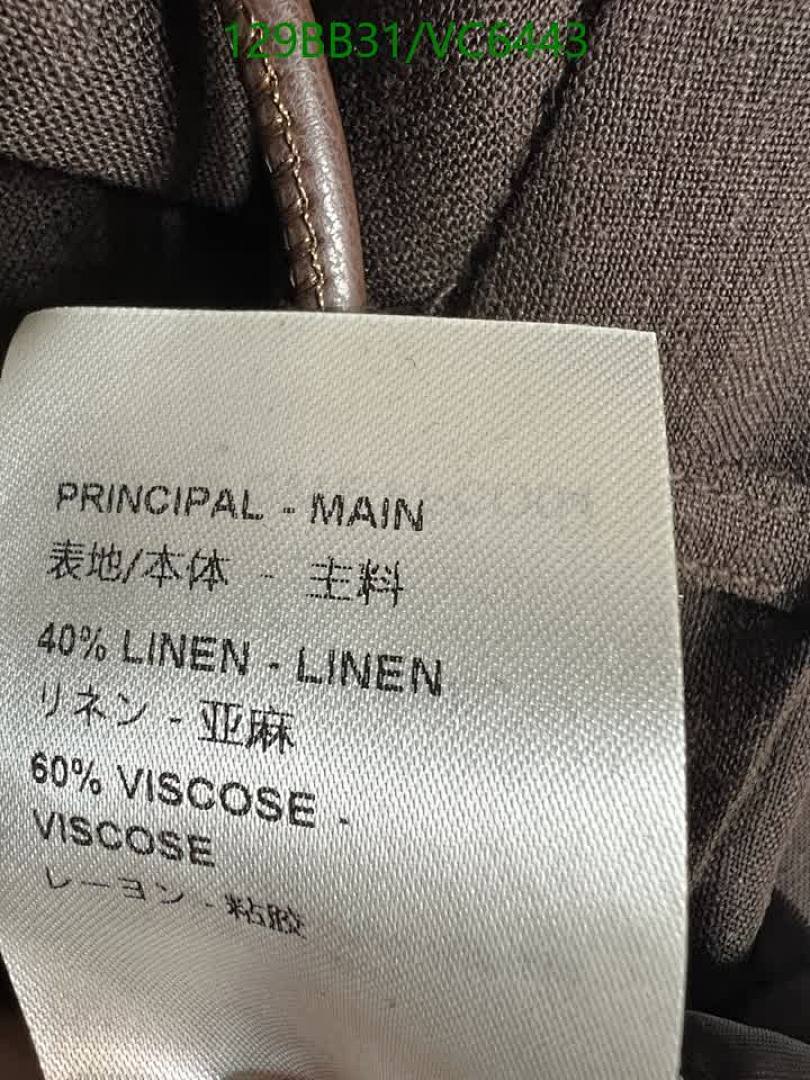 129BB31/VC6443
PRINCIPAL - MAIN
表地/本体 - 主料
40% LINEN - LINEN
リネン - 亚麻
60% VISCOSE -
VISCOSE
レーヨン - 粘胶